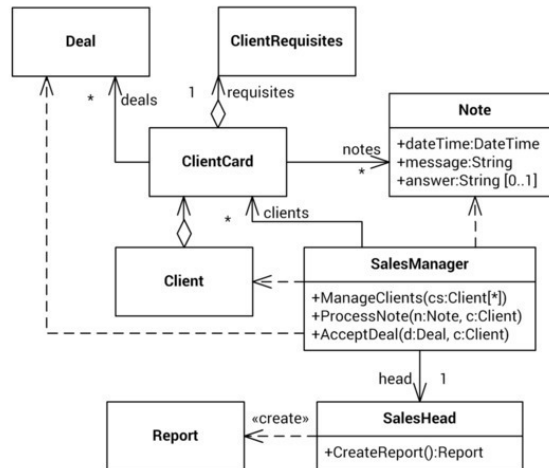 Deal
ClientRequisites
1 requisites
* deals
Note
+dateTime:DateTime
+message:String
+answer:String [0..1]
ClientCard
notes
*
* clients
Client
SalesManager
+ManageClients(cs:Client[*])
+ProcessNote(n:Note, c:Client)
+AcceptDeal(d:Deal, c:Client)
head 1
«create»
Report
SalesHead
+CreateReport():Report